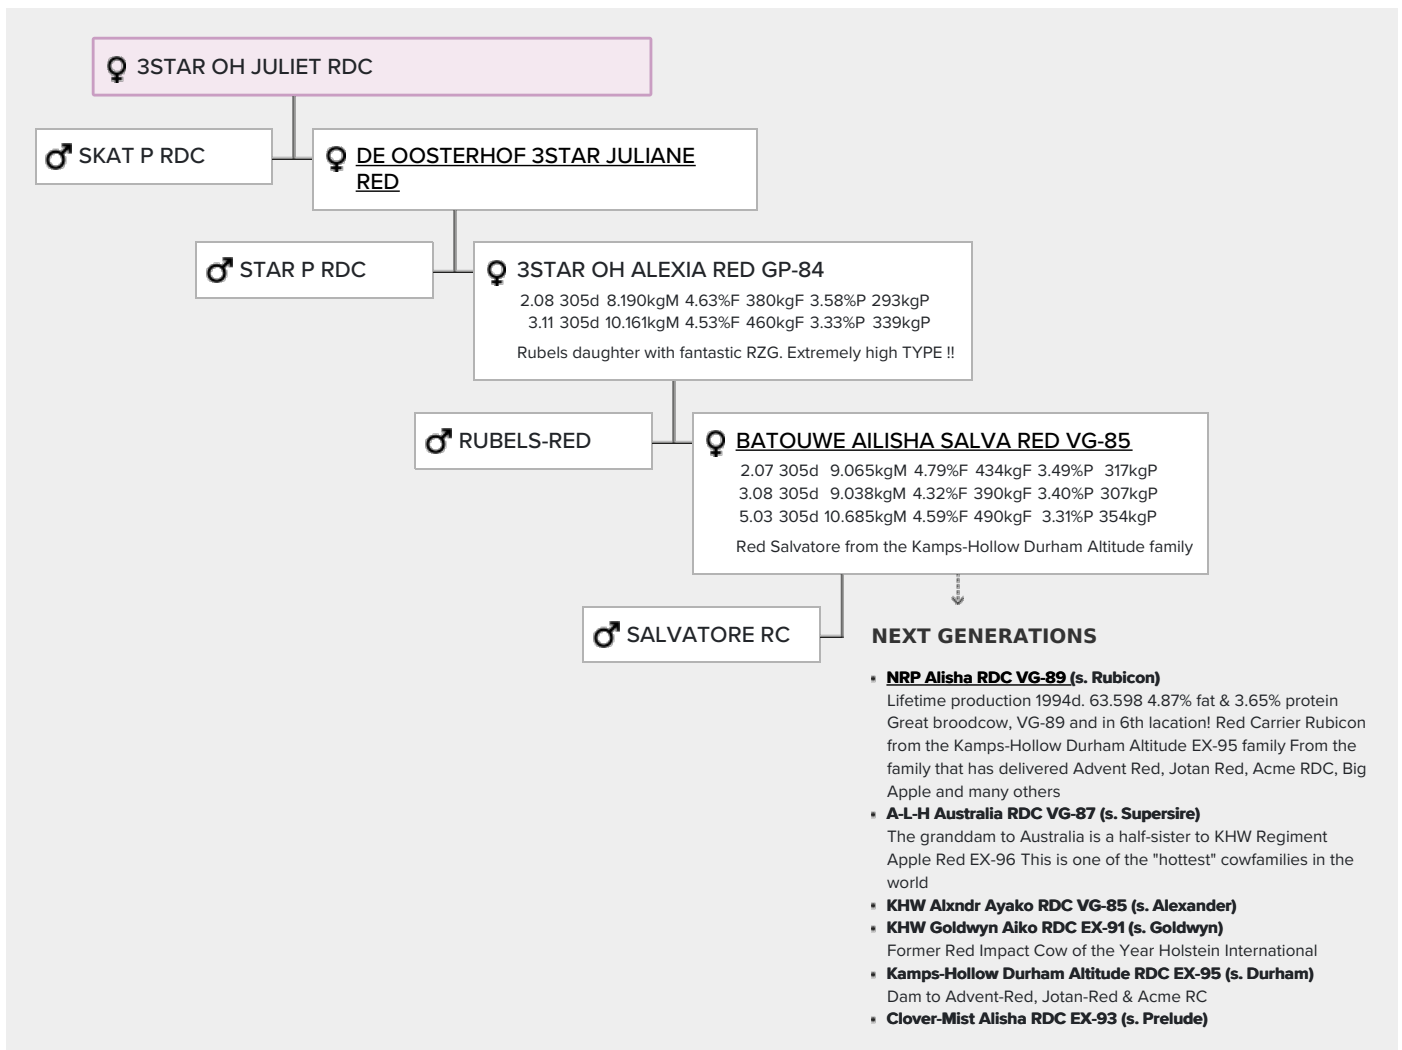 3STAR OH JULIET RDC
SKAT P RDC
DE OOSTERHOF 3STAR JULIANE
RED
STAR P RDC
3STAR OH ALEXIA RED GP-84
2.08 305d 8.190kgM 4.63%F 380kgF 3.58%P 293kgP
3.11 305d 10.161kgM 4.53%F 460kgF 3.33%P 339kgP
Rubels daughter with fantastic RZG. Extremely high TYPE !!
RUBELS-RED
BATOUWE AILISHA SALVA RED VG-85
2.07 305d 9.065kgM 4.79%F 434kgF 3.49%P 317kgP
3.08 305d 9.038kgM 4.32%F 390kgF 3.40%P 307kgP
5.03 305d 10.685kgM 4.59%F 490kgF 3.31%P 354kgP
Red Salvatore from the Kamps-Hollow Durham Altitude family
SALVATORE RC
NEXT GENERATIONS
NRP Alisha RDC VG-89 (s. Rubicon)
Lifetime production 1994d. 63.598 4.87% fat & 3.65% protein
Great broodcow, VG-89 and in 6th lacation! Red Carrier Rubicon
from the Kamps-Hollow Durham Altitude EX-95 family From the
family that has delivered Advent Red, Jotan Red, Acme RDC, Big
Apple and many others
A-L-H Australia RDC VG-87 (s. Supersire)
The granddam to Australia is a half-sister to KHW Regiment
Apple Red EX-96 This is one of the "hottest" cowfamilies in the
world
KHW Alxndr Ayako RDC VG-85 (s. Alexander)
KHW Goldwyn Aiko RDC EX-91 (s. Goldwyn)
Former Red Impact Cow of the Year Holstein International
Kamps-Hollow Durham Altitude RDC EX-95 (s. Durham)
Dam to Advent-Red, Jotan-Red & Acme RC
Clover-Mist Alisha RDC EX-93 (s. Prelude)